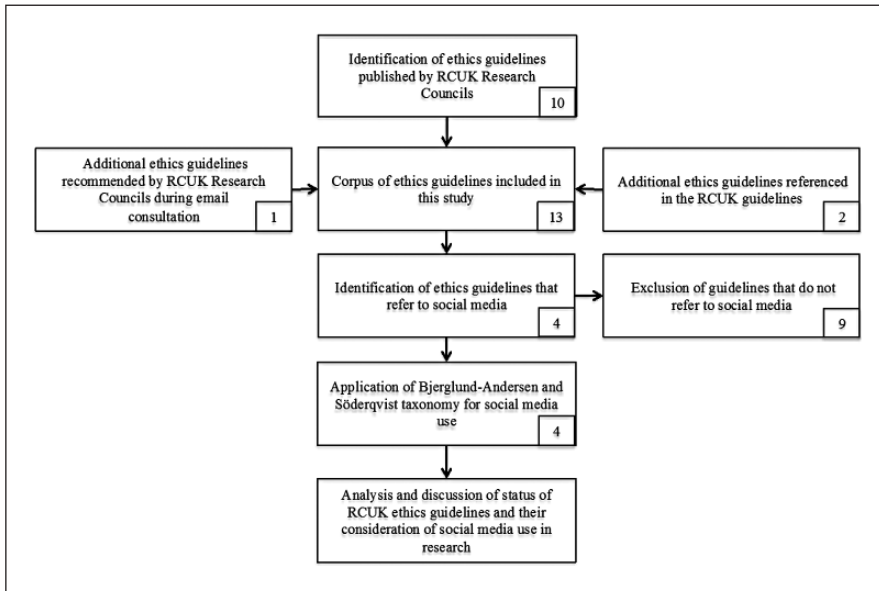 Identification of ethics guidelines
published by RCUK Research
Councils
10
Additional ethics guidelines
recommended by RCUK Research
Councils during email
consultation
1
Corpus of ethics guidelines included in
this study
13
Additional ethics guidelines referenced
in the RCUK guidelines
2
Identification of ethics guidelines that
refer to social media
4
Exclusion of guidelines that do not
refer to social media
9
Application of Bjerglund-Andersen and
Söderqvist taxonomy for social media
use
4
Analysis and discussion of status of
RCUK ethics guidelines and their
consideration of social media use in
research